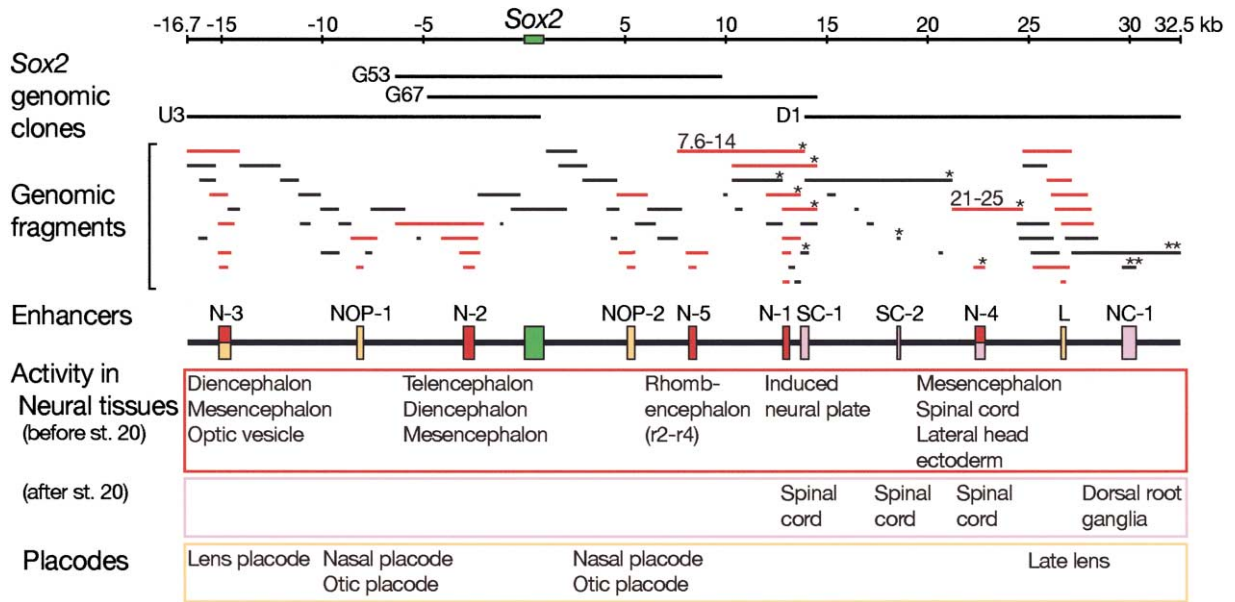 Sox2
-16.7 -15 -10 -5 5 10 15 20 25 30 32.5 kb
Sox2
genomic
clones
G53
G67
U3
D1
Genomic
fragments
7.6–14
*
*
* *
*
21-25
* *
*
*
**
*
**
Enhancers
N-3 NOP-1 N-2 NOP-2 N-5 N-1 SC-1 SC-2 N-4 L NC-1
Activity in
Neural tissues
(before st. 20)
Diencephalon
Mesencephalon
Optic vesicle
Telencephalon
Diencephalon
Mesencephalon
Rhomb-
encephalon
(r2-r4)
Induced
neural plate
Mesencephalon
Spinal cord
Lateral head
ectoderm
(after st. 20)
Spinal
cord
Spinal
cord
Spinal
cord
Dorsal root
ganglia
Placodes
Lens placode
Nasal placode
Otic placode
Nasal placode
Otic placode
Late lens